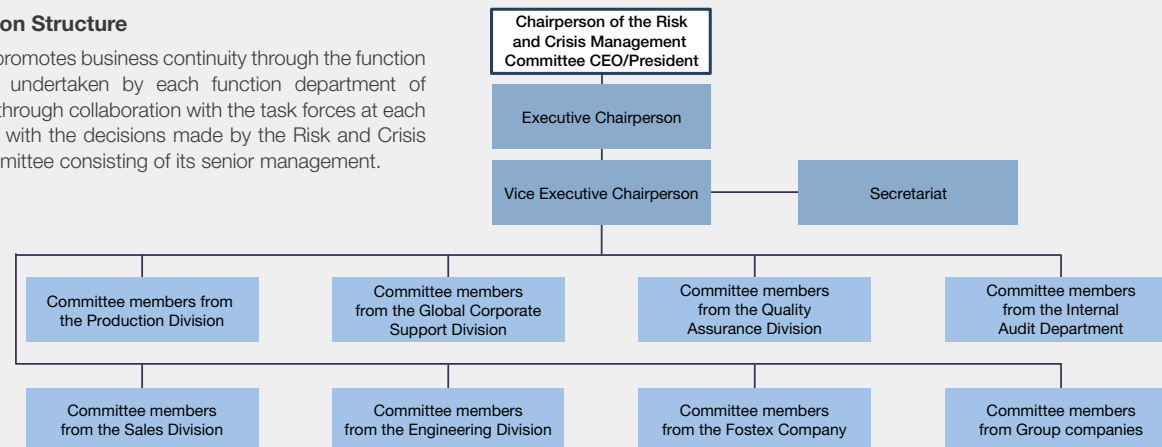 on Structure
promotes business continuity through the function
undertaken by each function department of
through collaboration with the task forces at each
with the decisions made by the Risk and Crisis
mittee consisting of its senior management.
Chairperson of the Risk
and Crisis Management
Committee CEO/President
Executive Chairperson
Vice Executive Chairperson
Secretariat
Committee members from
the Production Division
Committee members
from the Global Corporate
Support Division
Committee members
from the Quality
Assurance Division
Committee members
from the Internal
Audit Department
Committee members
from the Sales Division
Committee members
from the Engineering Division
Committee members
from the Fostex Company
Committee members
from Group companies